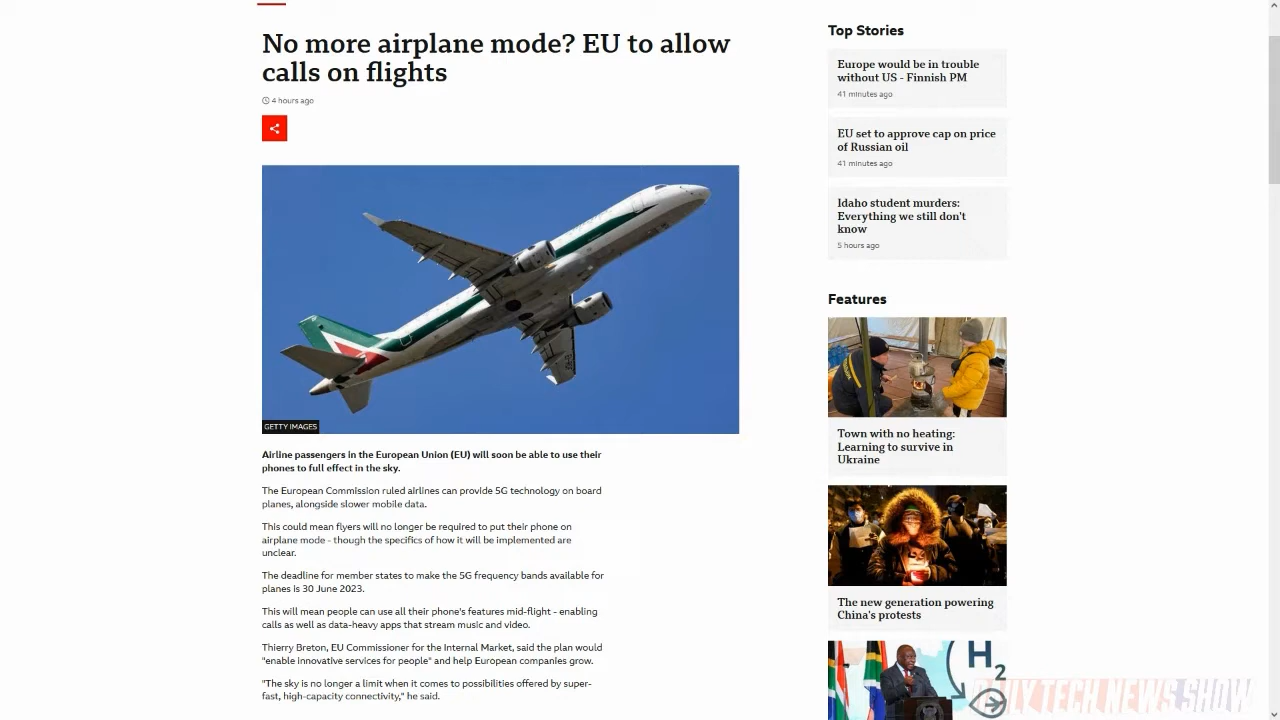 No more airplane mode? EU to allow
calls on flights
4 hours ago
GETTY IMAGES
Airline passengers in the European Union (EU) will soon be able to use their
phones to full effect in the sky.
The European Commission ruled airlines can provide 5G technology on board
planes, alongside slower mobile data.
This could mean flyers will no longer be required to put their phone on
airplane mode - though the specifics of how it will be implemented are
unclear.
The deadline for member states to make the 5G frequency bands available for
planes is 30 June 2023.
This will mean people can use all their phone's features mid-flight - enabling
calls as well as data-heavy apps that stream music and video.
Thierry Breton, EU Commissioner for the Internal Market, said the plan would
"enable innovative services for people" and help European companies grow.
"The sky is no longer a limit when it comes to possibilities offered by super-
fast, high-capacity connectivity," he said.
Top Stories
Europe would be in trouble
without US - Finnish PM
41 minutes ago
EU set to approve cap on price
of Russian oil
41 minutes ago
Idaho student murders:
Everything we still don't
know
5 hours ago
Features
Town with no heating:
Learning to survive in
Ukraine
The new generation powering
China's protests
H2
DAILYTECHNEWSSHOW